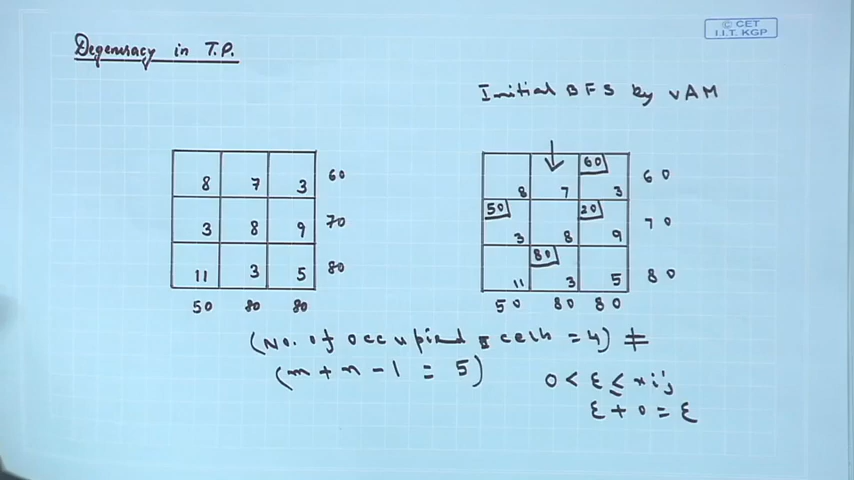 © CET
I.I.T. KGP
Degeneracy in T.P.
Initial BFS by VAM
8 7 3 60
3 8 9 70
11 3 5 80
50 80 80
60
8 7 3 60
50 20
3 8 9 70
80
11 3 5 80
50 80 80
(No. of occupied cells = 4) ≠
(m + n - 1 = 5)
0 < ε ≤ xij
ε + 0 = ε